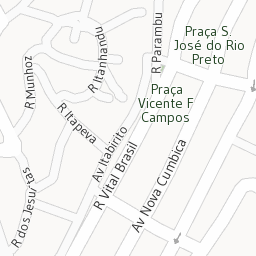 Praça S.
José do Rio
Preto
R Parambu
R Itanhandu
R Munhoz
Praça
Vicente F
Campos
R Itapeva
Av Itabirito
R Vital Brasil
Av Nova Cumbica
R dos Jesuítas